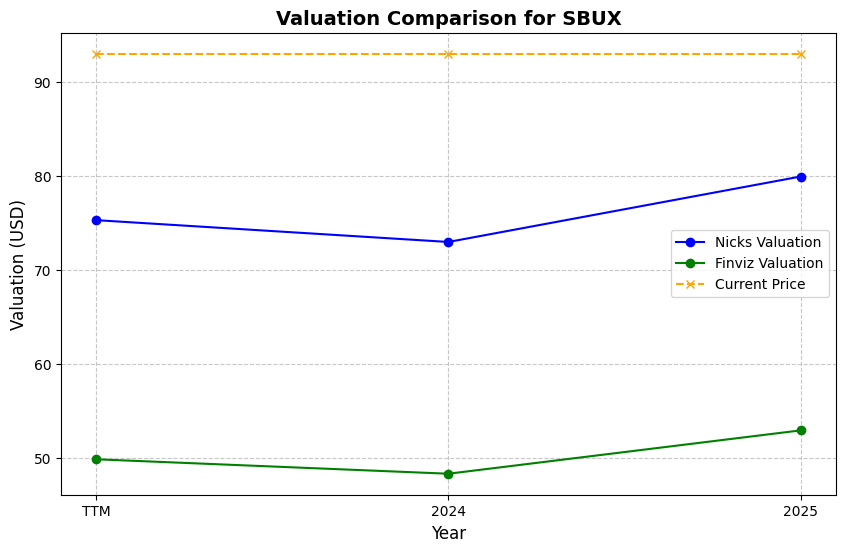 Valuation Comparison for SBUX
Valuation (USD)
90
80
70
60
50
Nicks Valuation
Finviz Valuation
Current Price
TTM
2024
2025
Year